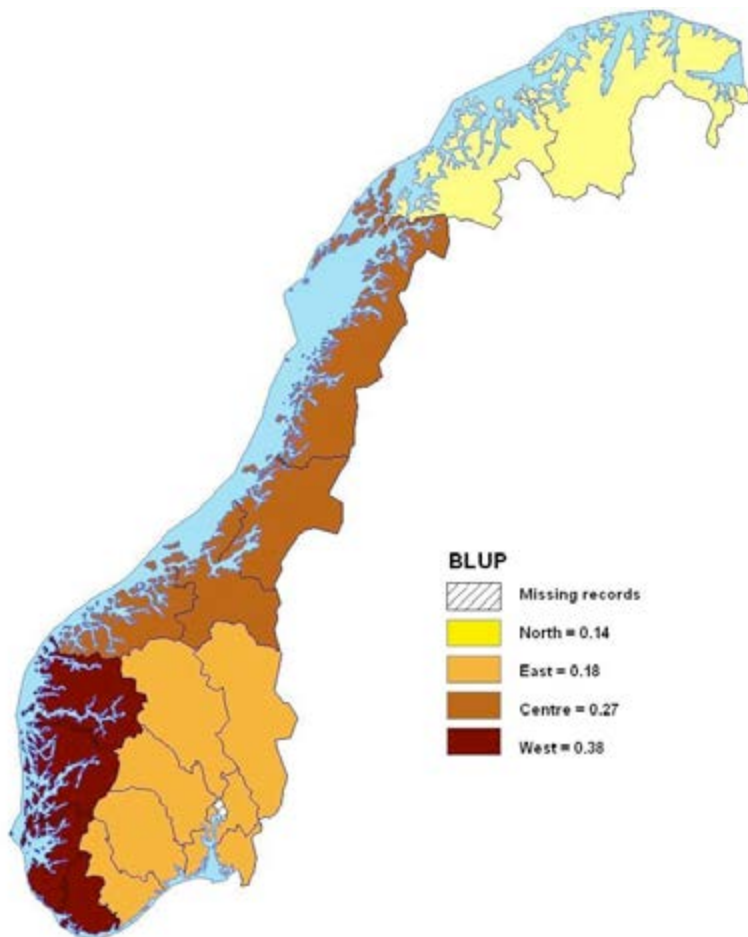 BLUP
Missing records
North = 0.14
East = 0.18
Centre = 0.27
West = 0.38